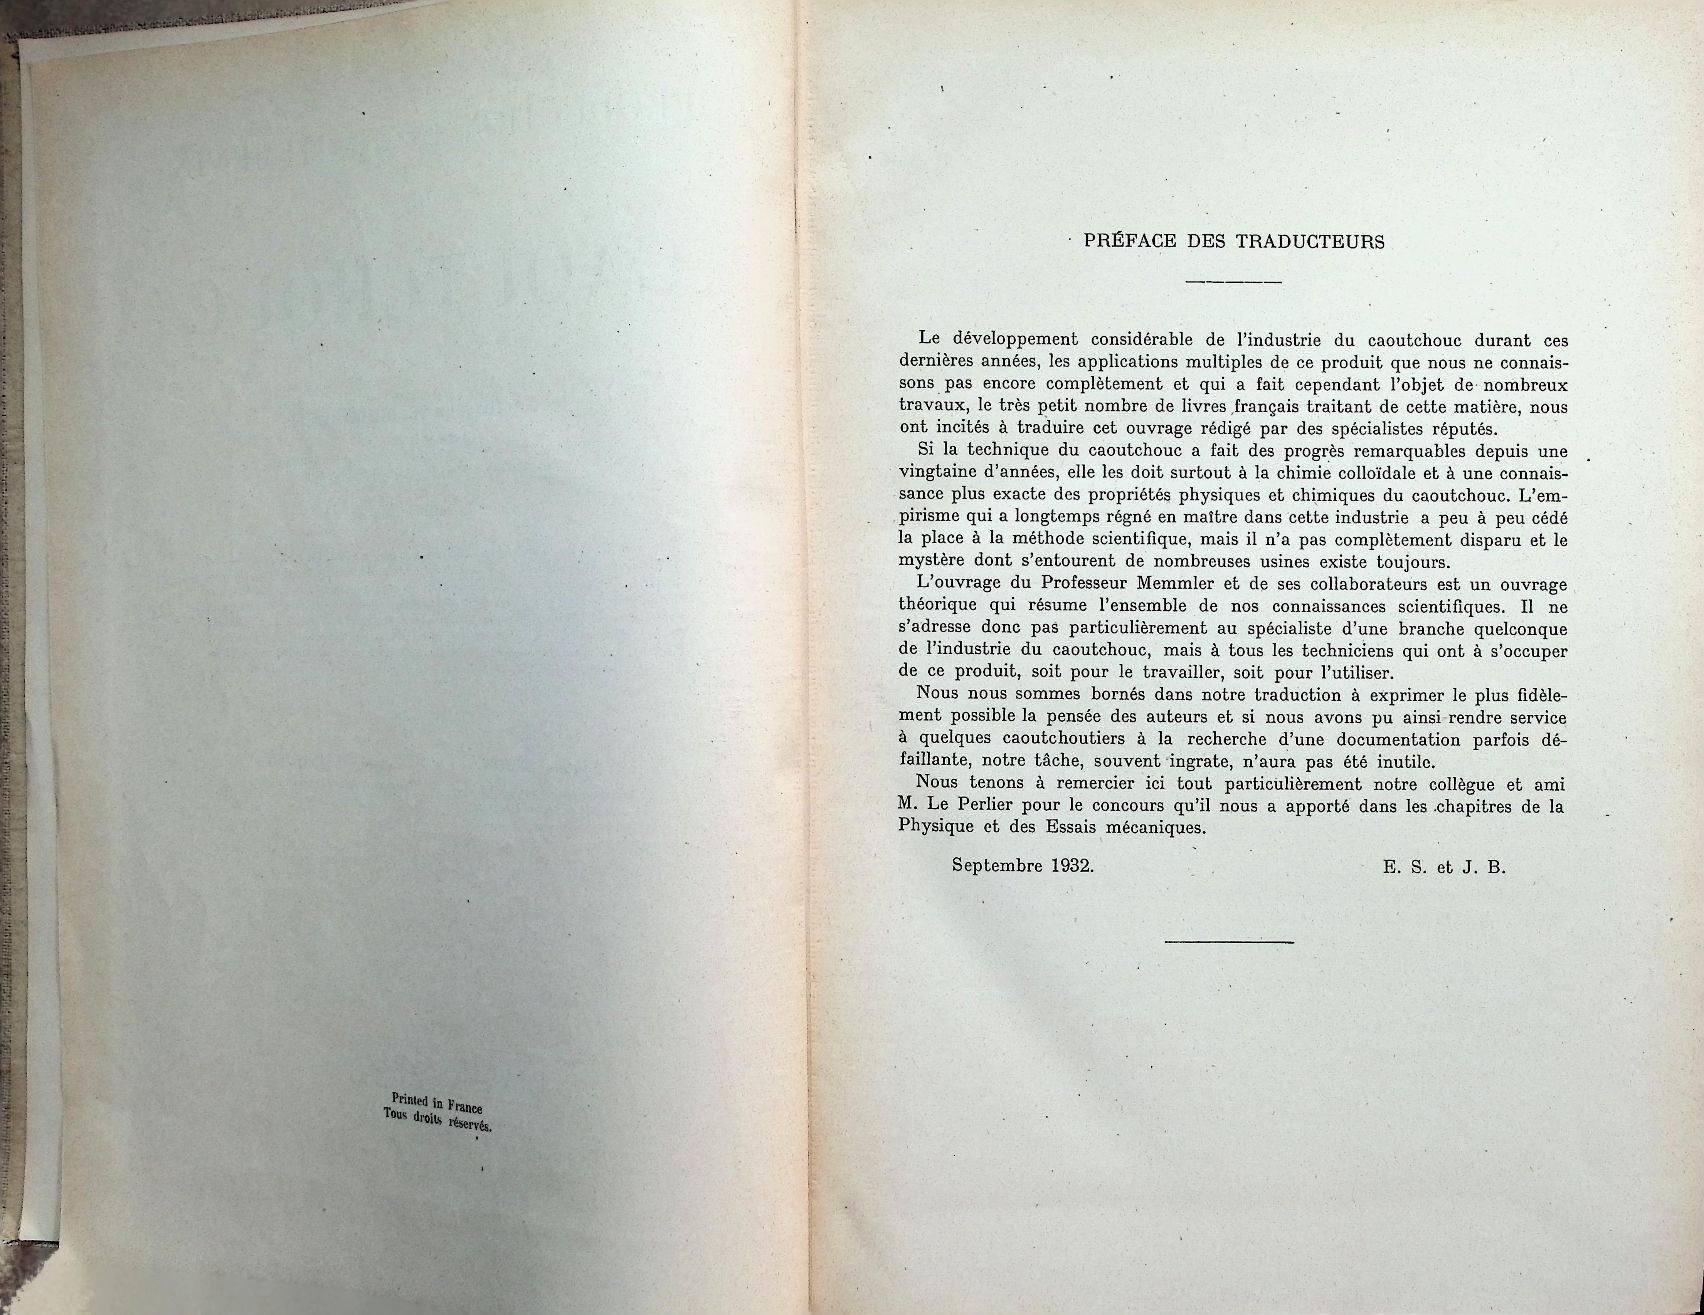 Printed in France
Tous droits réservés.
PRÉFACE DES TRADUCTEURS
Le développement considérable de l'industrie du caoutchouc durant ces
dernières années, les applications multiples de ce produit que nous ne connais-
sons pas encore complètement et qui a fait cependant l'objet de nombreux
travaux, le très petit nombre de livres français traitant de cette matière, nous
ont incités à traduire cet ouvrage rédigé par des spécialistes réputés.
Si la technique du caoutchouc a fait des progrès remarquables depuis une
vingtaine d'années, elle les doit surtout à la chimie colloïdale et à une connais-
sance plus exacte des propriétés physiques et chimiques du caoutchouc. L'em-
pirisme qui a longtemps régné en maître dans cette industrie a peu à peu cédé
la place à la méthode scientifique, mais il n'a pas complètement disparu et le
mystère dont s'entourent de nombreuses usines existe toujours.
L'ouvrage du Professeur Memmler et de ses collaborateurs est un ouvrage
théorique qui résume l'ensemble de nos connaissances scientifiques. Il ne
s'adresse donc pas particulièrement au spécialiste d'une branche quelconque
de l'industrie du caoutchouc, mais à tous les techniciens qui ont à s'occuper
de ce produit, soit pour le travailler, soit pour l'utiliser.
Nous nous sommes bornés dans notre traduction à exprimer le plus fidèle-
ment possible la pensée des auteurs et si nous avons pu ainsi rendre service
à quelques caoutchoutiers à la recherche d'une documentation parfois dé-
faillante, notre tâche, souvent ingrate, n'aura pas été inutile.
Nous tenons à remercier ici tout particulièrement notre collègue et ami
M. Le Perlier pour le concours qu'il nous a apporté dans les chapitres de la
Physique et des Essais mécaniques.
Septembre 1932. E. S. et J. B.